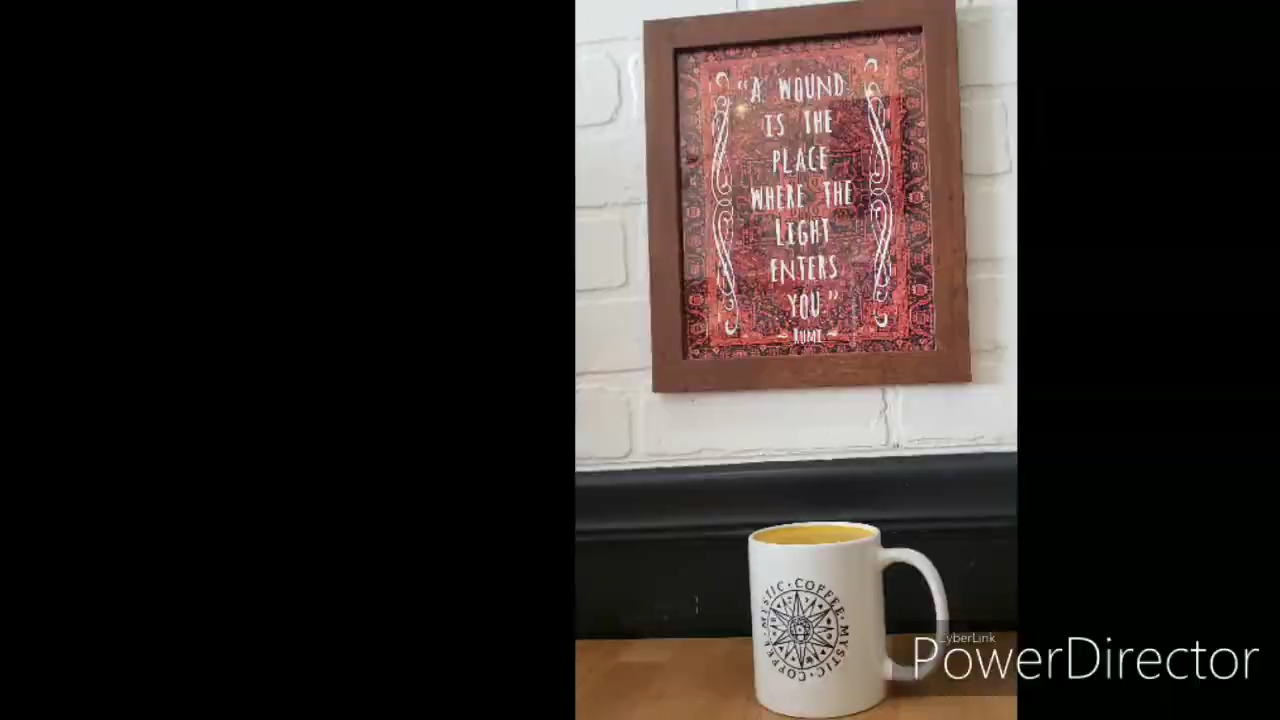 “A WOUND
IS THE
PLACE
WHERE THE
LIGHT
ENTERS
YOU”
~RUMI~
MYSTIC·COFFEE·MYSTIC·COFFEE·
CyberLink
PowerDirector